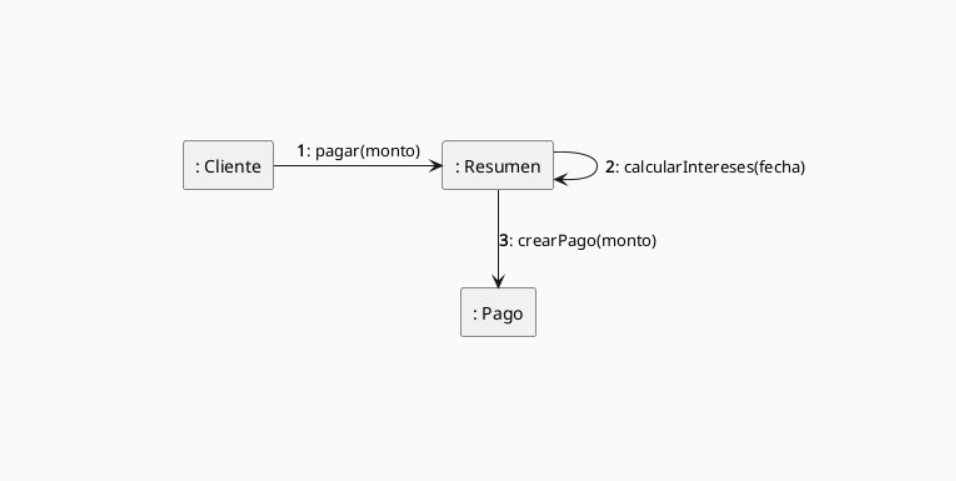 1: pagar(monto)
: Cliente
: Resumen
2: calcularIntereses(fecha)
3: crearPago(monto)
: Pago